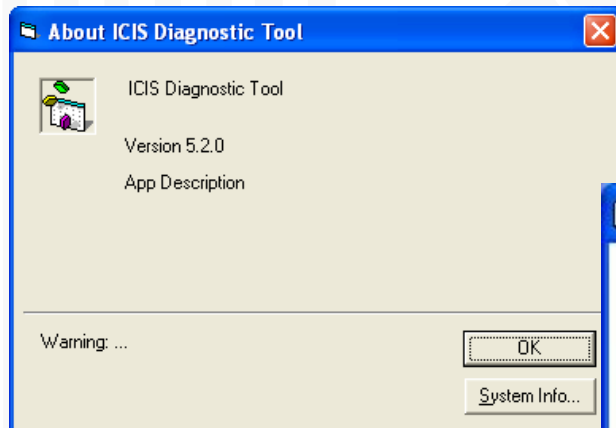 About ICIS Diagnostic Tool
ICIS Diagnostic Tool
Version 5.2.0
App Description
Warning: ...
OK
System Info...